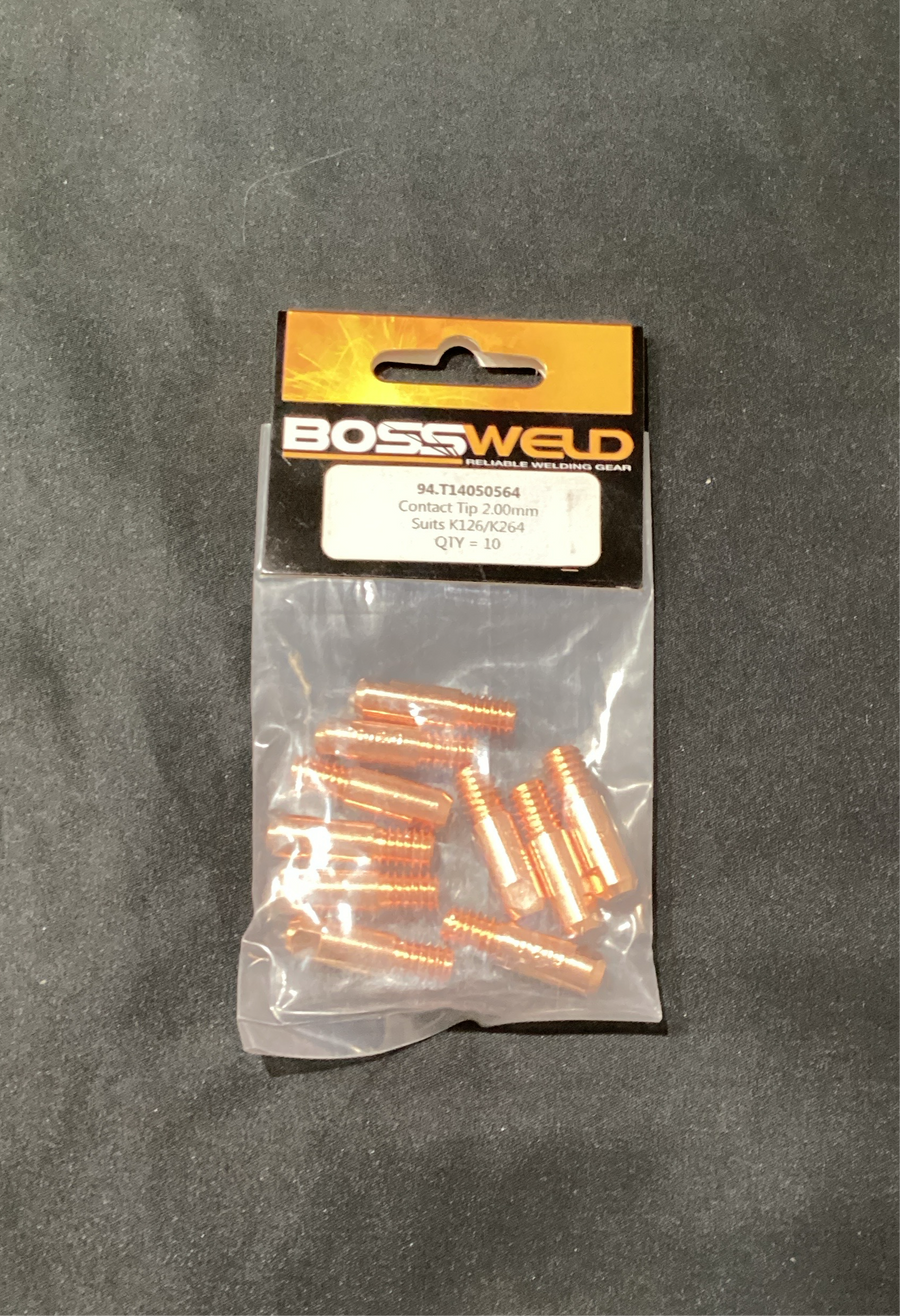 BOSSWELD
RELIABLE WELDING GEAR
94.T14050564
Contact Tip 2.00mm
Suits K126/K264
QTY = 10